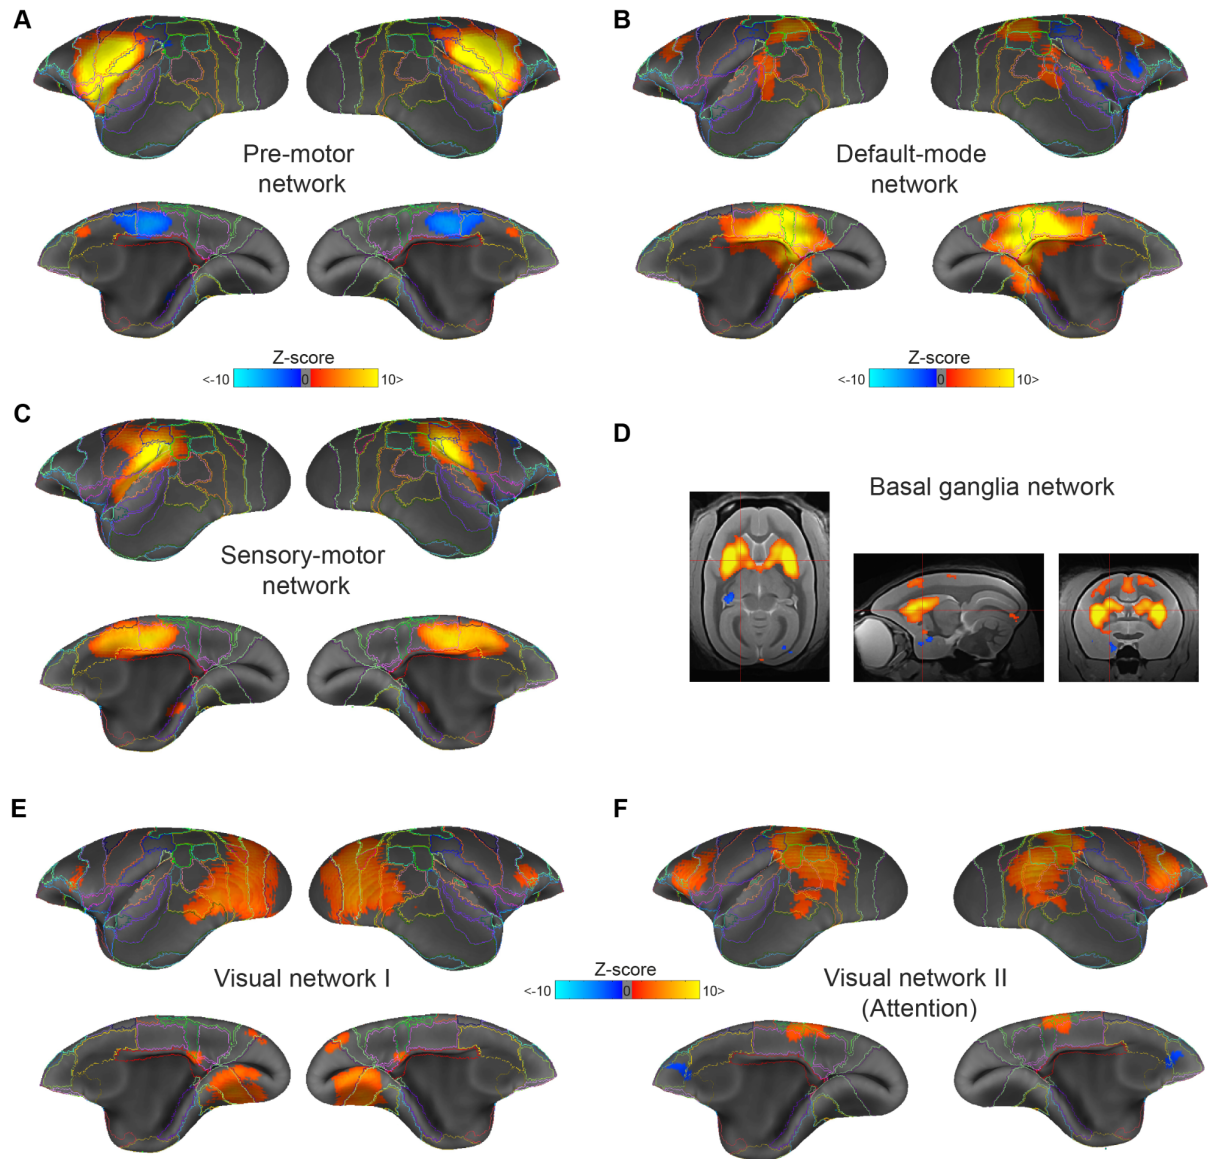 A
B
Pre-motor
network
Default-mode
network
Z-score
<-10
0
10>
Z-score
<-10
0
10>
C
D
Basal ganglia network
Sensory-motor
network
E
F
Visual network I
Z-score
<-10
0
10>
Visual network II
(Attention)